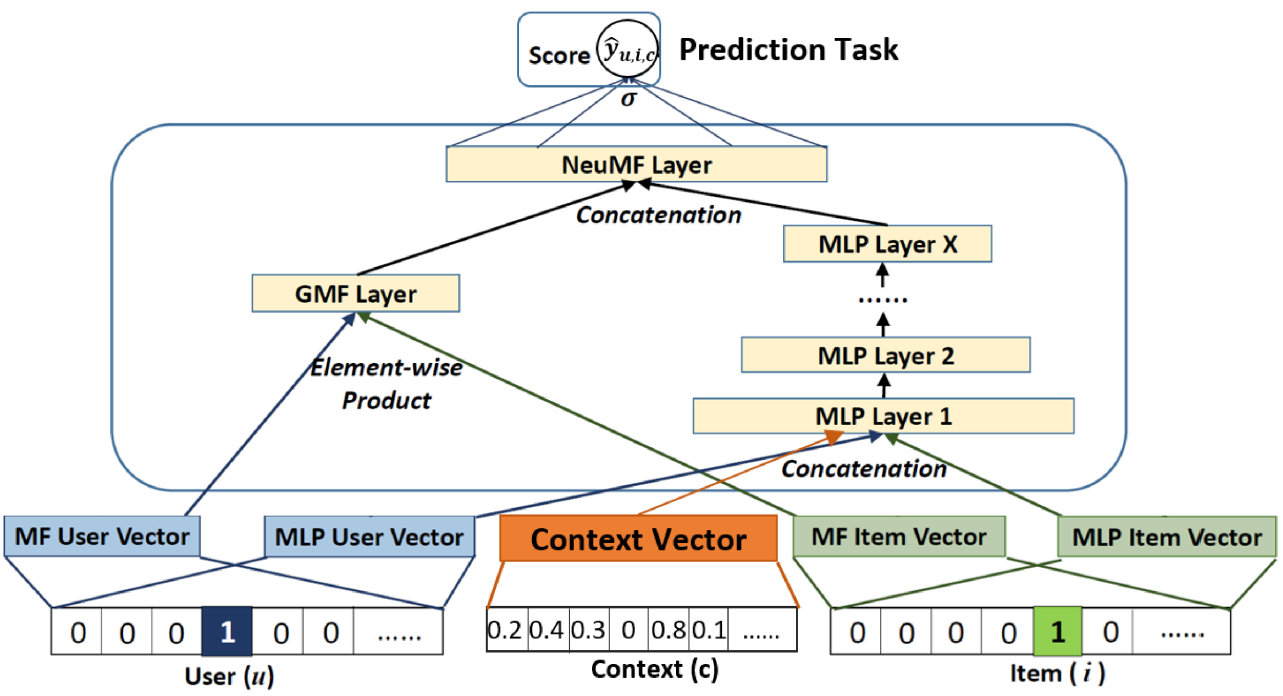 Score ŷu,i,c Prediction Task
σ
NeuMF Layer
Concatenation
MLP Layer X
......
GMF Layer
MLP Layer 2
Element-wise
Product
MLP Layer 1
Concatenation
MF User Vector MLP User Vector Context Vector MF Item Vector MLP Item Vector
0 0 0 1 0 0 ...... 0.2 0.4 0.3 0 0.8 0.1 ...... 0 0 0 0 1 0 ......
User (u) Context (c) Item ( i )